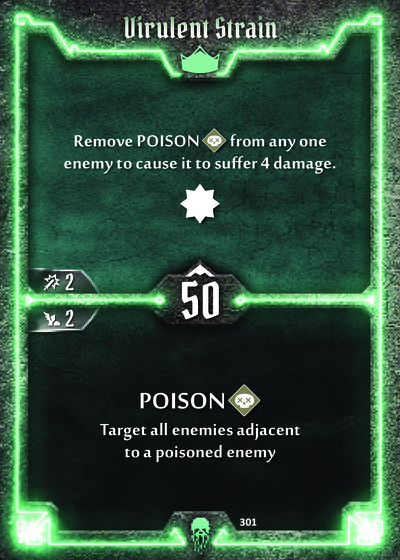 Virulent Strain
Remove POISON from any one
enemy to cause it to suffer 4 damage.
2
50
2
POISON
Target all enemies adjacent
to a poisoned enemy
301